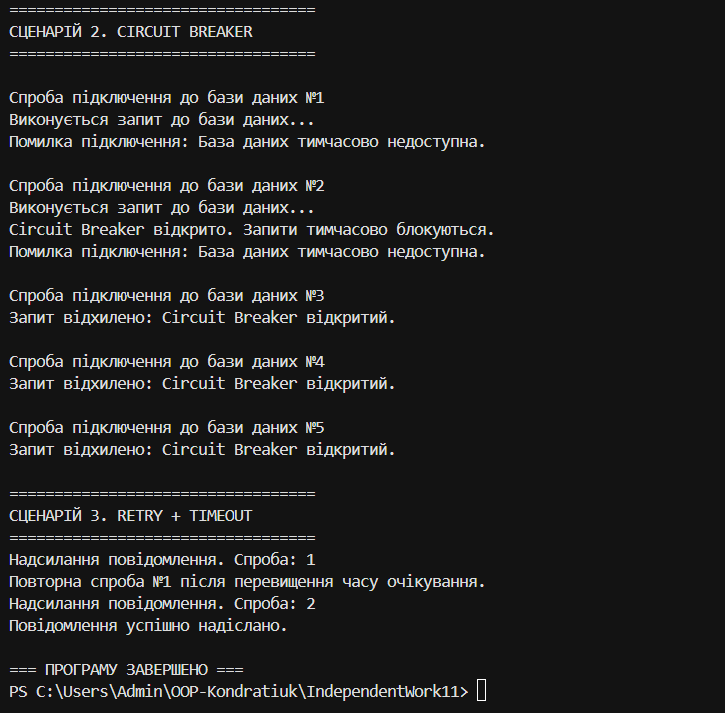 ==================================
СЦЕНАРІЙ 2. CIRCUIT BREAKER
==================================
Спроба підключення до бази даних №1
Виконується запит до бази даних...
Помилка підключення: База даних тимчасово недоступна.
Спроба підключення до бази даних №2
Виконується запит до бази даних...
Circuit Breaker відкрито. Запити тимчасово блокуються.
Помилка підключення: База даних тимчасово недоступна.
Спроба підключення до бази даних №3
Запит відхилено: Circuit Breaker відкритий.
Спроба підключення до бази даних №4
Запит відхилено: Circuit Breaker відкритий.
Спроба підключення до бази даних №5
Запит відхилено: Circuit Breaker відкритий.
==================================
СЦЕНАРІЙ 3. RETRY + TIMEOUT
==================================
Надсилання повідомлення. Спроба: 1
Повторна спроба №1 після перевищення часу очікування.
Надсилання повідомлення. Спроба: 2
Повідомлення успішно надіслано.
=== ПРОГРАМУ ЗАВЕРШЕНО ===
PS C:\Users\Admin\OOP-Kondratiuk\IndependentWork11>